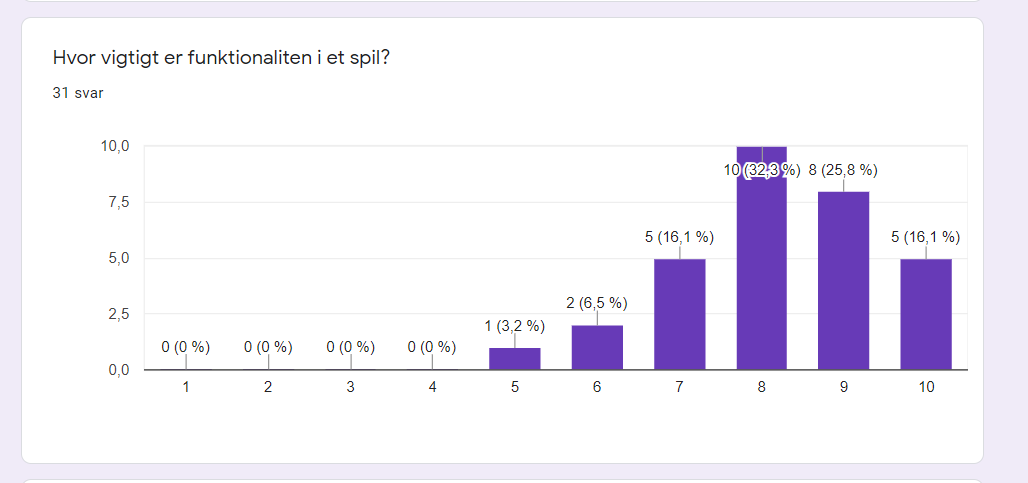 Hvor vigtigt er funktionaliten i et spil?
31 svar
10,0
7,5
5,0
2,5
0,0
0 (0 %)
0 (0 %)
0 (0 %)
0 (0 %)
1 (3,2 %)
2 (6,5 %)
5 (16,1 %)
10 (32,3 %)
8 (25,8 %)
5 (16,1 %)
1 2 3 4 5 6 7 8 9 10